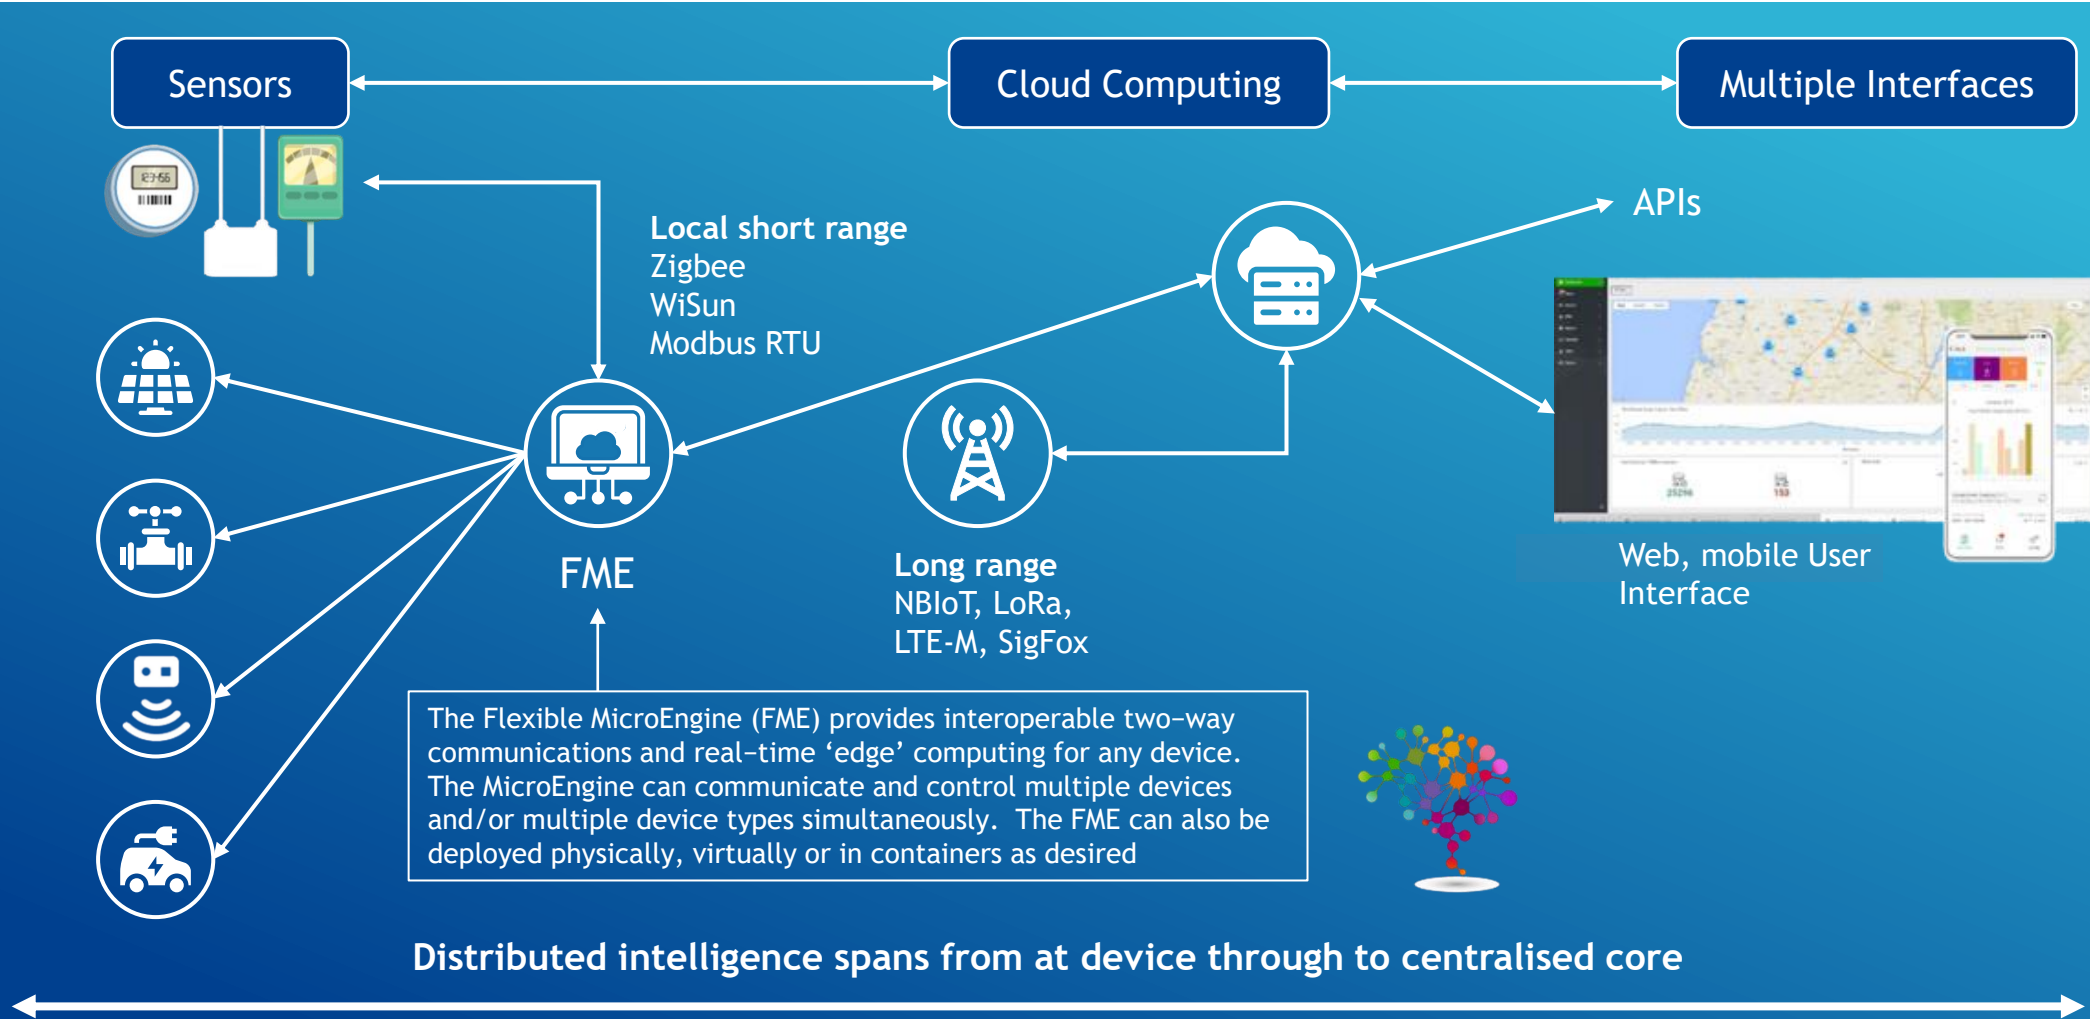 Sensors
Cloud Computing
Multiple Interfaces
123456
APIs
Local short range
Zigbee
WiSun
Modbus RTU
25296
153
FME
Long range
NBIoT, LoRa,
LTE-M, SigFox
Web, mobile User
Interface
The Flexible MicroEngine (FME) provides interoperable two-way
communications and real-time ‘edge’ computing for any device.
The MicroEngine can communicate and control multiple devices
and/or multiple device types simultaneously.  The FME can also be
deployed physically, virtually or in containers as desired
Distributed intelligence spans from at device through to centralised core